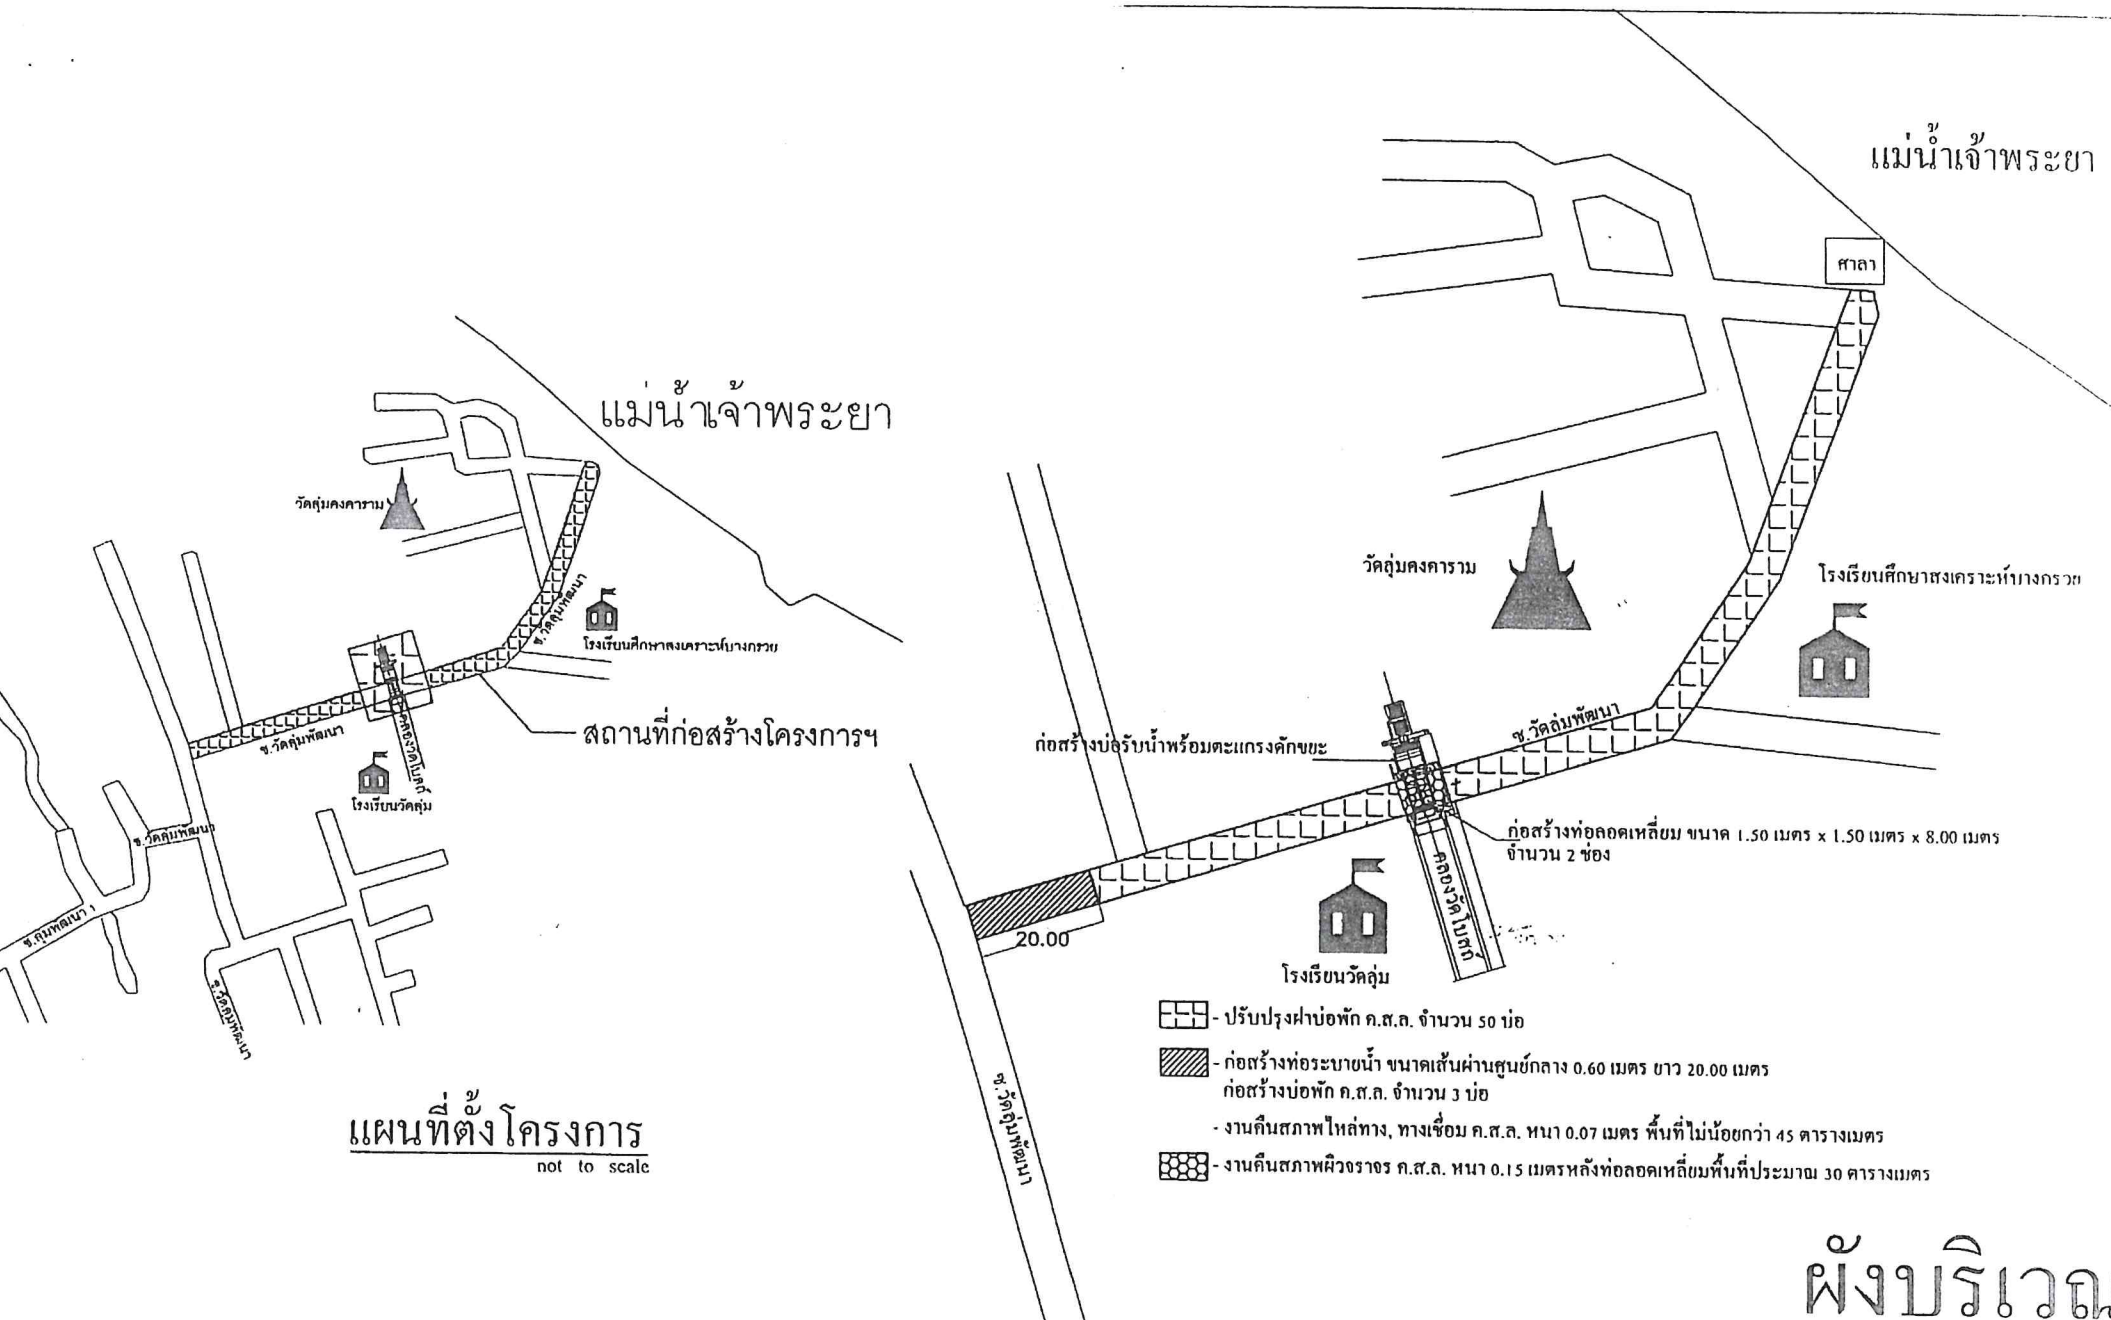 แม่น้ำเจ้าพระยา
วัดลุ่มคงคาราม
ซ.วัดลุ่มพัฒนา
โรงเรียนศึกษาสงเคราะห์บางกรวย
สถานที่ก่อสร้างโครงการฯ
ซ.วัดลุ่มพัฒนา
คลองวัดโบสถ์
โรงเรียนวัดลุ่ม
ซ.วัดลุ่มพัฒนา
ซ.วัดลุ่มพัฒนา
แผนที่ตั้งโครงการ
not to scale
แม่น้ำเจ้าพระยา
ศาลา
วัดลุ่มคงคาราม
โรงเรียนศึกษาสงเคราะห์บางกรวย
ซ.วัดลุ่มพัฒนา
ก่อสร้างบ่อรับน้ำพร้อมตะแกรงดักขยะ
ก่อสร้างท่อลอดเหลี่ยม ขนาด 1.50 เมตร x 1.50 เมตร x 8.00 เมตร
จำนวน 2 ช่อง
คลองวัดโบสถ์
20.00
โรงเรียนวัดลุ่ม
ซ.วัดลุ่มพัฒนา
- ปรับปรุงฝาบ่อพัก ค.ส.ล. จำนวน 50 บ่อ
- ก่อสร้างท่อระบายน้ำ ขนาดเส้นผ่านศูนย์กลาง 0.60 เมตร ยาว 20.00 เมตร
ก่อสร้างบ่อพัก ค.ส.ล. จำนวน 3 บ่อ
- งานคืนสภาพไหล่ทาง, ทางเชื่อม ค.ส.ล. หนา 0.07 เมตร พื้นที่ไม่น้อยกว่า 45 ตารางเมตร
- งานคืนสภาพผิวจราจร ค.ส.ล. หนา 0.15 เมตรหลังท่อลอดเหลี่ยมพื้นที่ประมาณ 30 ตารางเมตร
ผังบริเวณ